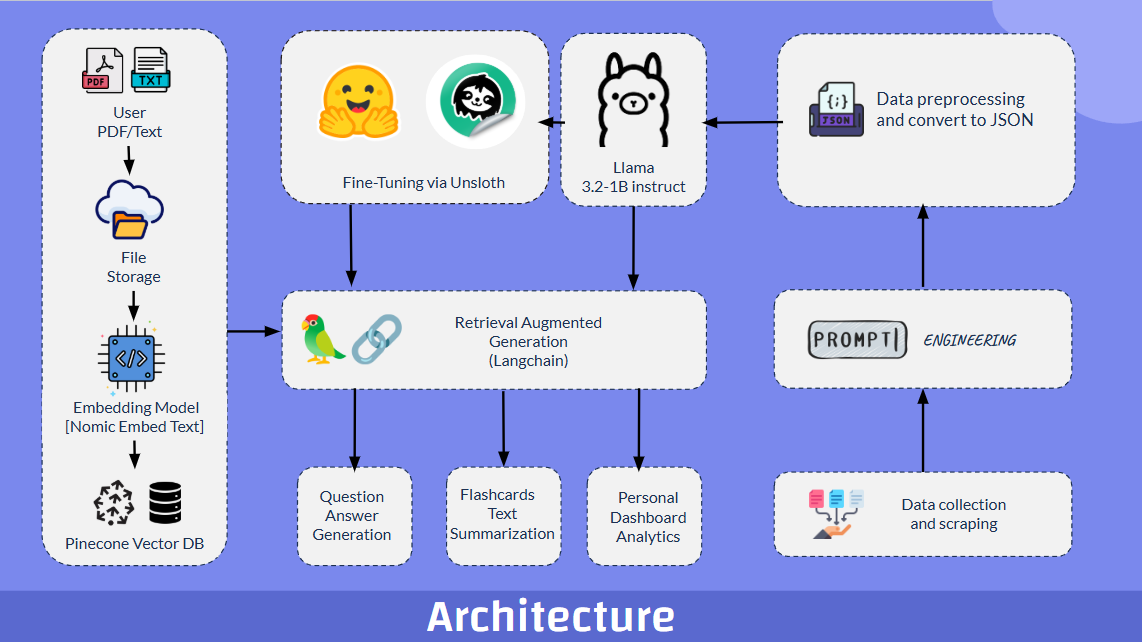 PDF
TXT
User
PDF/Text
File
Storage
</>
Embedding Model
[Nomic Embed Text]
Pinecone Vector DB
Fine-Tuning via Unsloth
Llama
3.2-1B instruct
{;}
JSON
Data preprocessing
and convert to JSON
Retrieval Augmented
Generation
(Langchain)
PROMPT
ENGINEERING
Question
Answer
Generation
Flashcards
Text
Summarization
Personal
Dashboard
Analytics
Data collection
and scraping
Architecture